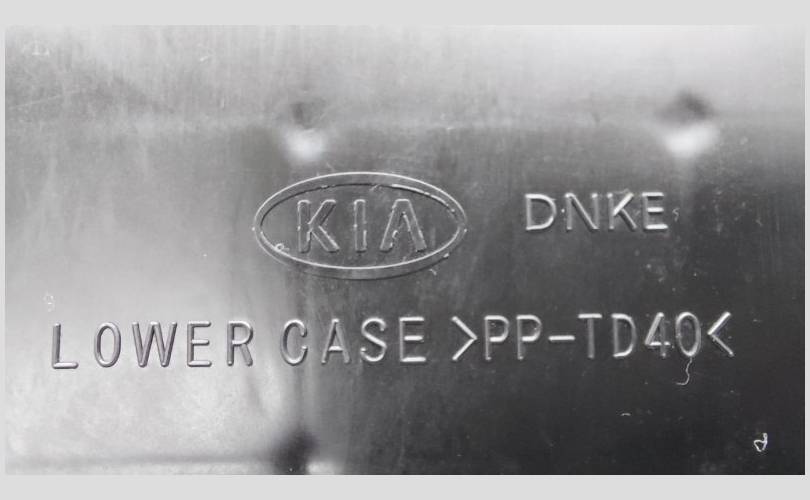 KIA DNKE
LOWER CASE >PP-TD40<